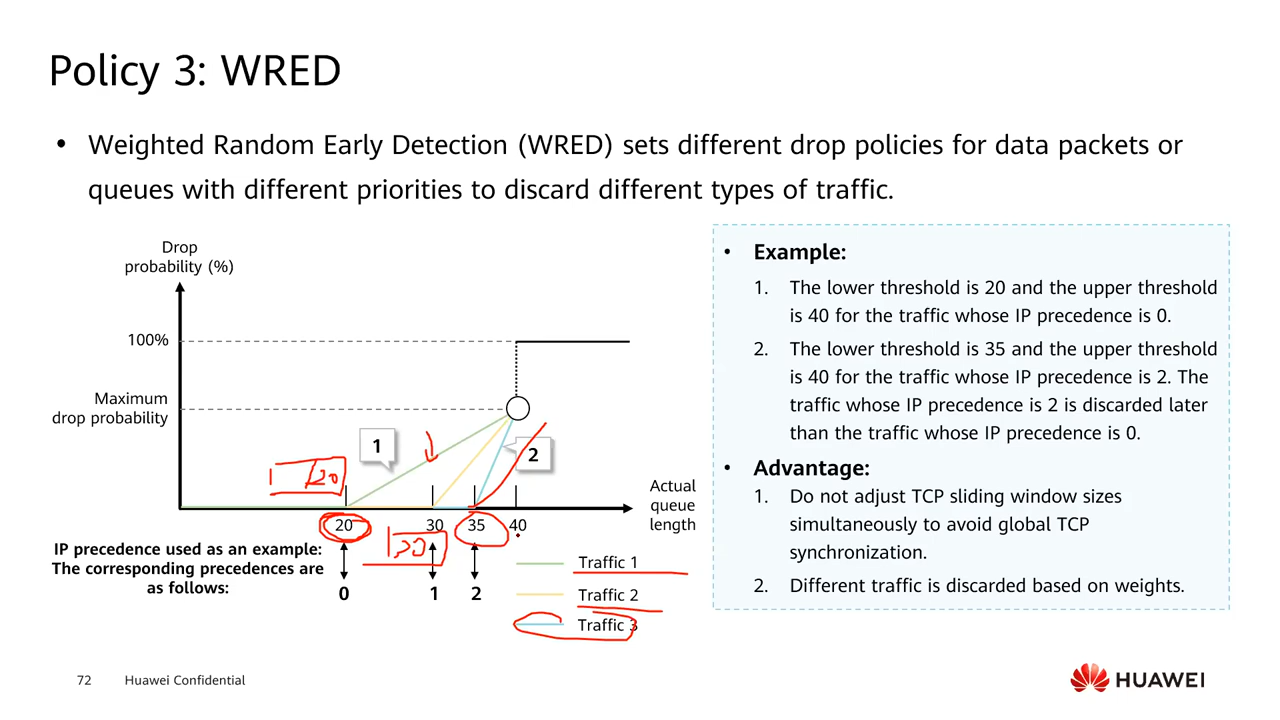 Policy 3: WRED
• Weighted Random Early Detection (WRED) sets different drop policies for data packets or
queues with different priorities to discard different types of traffic.
Drop
probability (%)
100%
Maximum
drop probability
1
2
20
30
35
40
Actual
queue
length
20
30
IP precedence used as an example:
The corresponding precedences are
as follows:
0
1
2
Traffic 1
Traffic 2
Traffic 3
• Example:
1. The lower threshold is 20 and the upper threshold
is 40 for the traffic whose IP precedence is 0.
2. The lower threshold is 35 and the upper threshold
is 40 for the traffic whose IP precedence is 2. The
traffic whose IP precedence is 2 is discarded later
than the traffic whose IP precedence is 0.
• Advantage:
1. Do not adjust TCP sliding window sizes
simultaneously to avoid global TCP
synchronization.
2. Different traffic is discarded based on weights.
72 Huawei Confidential
HUAWEI